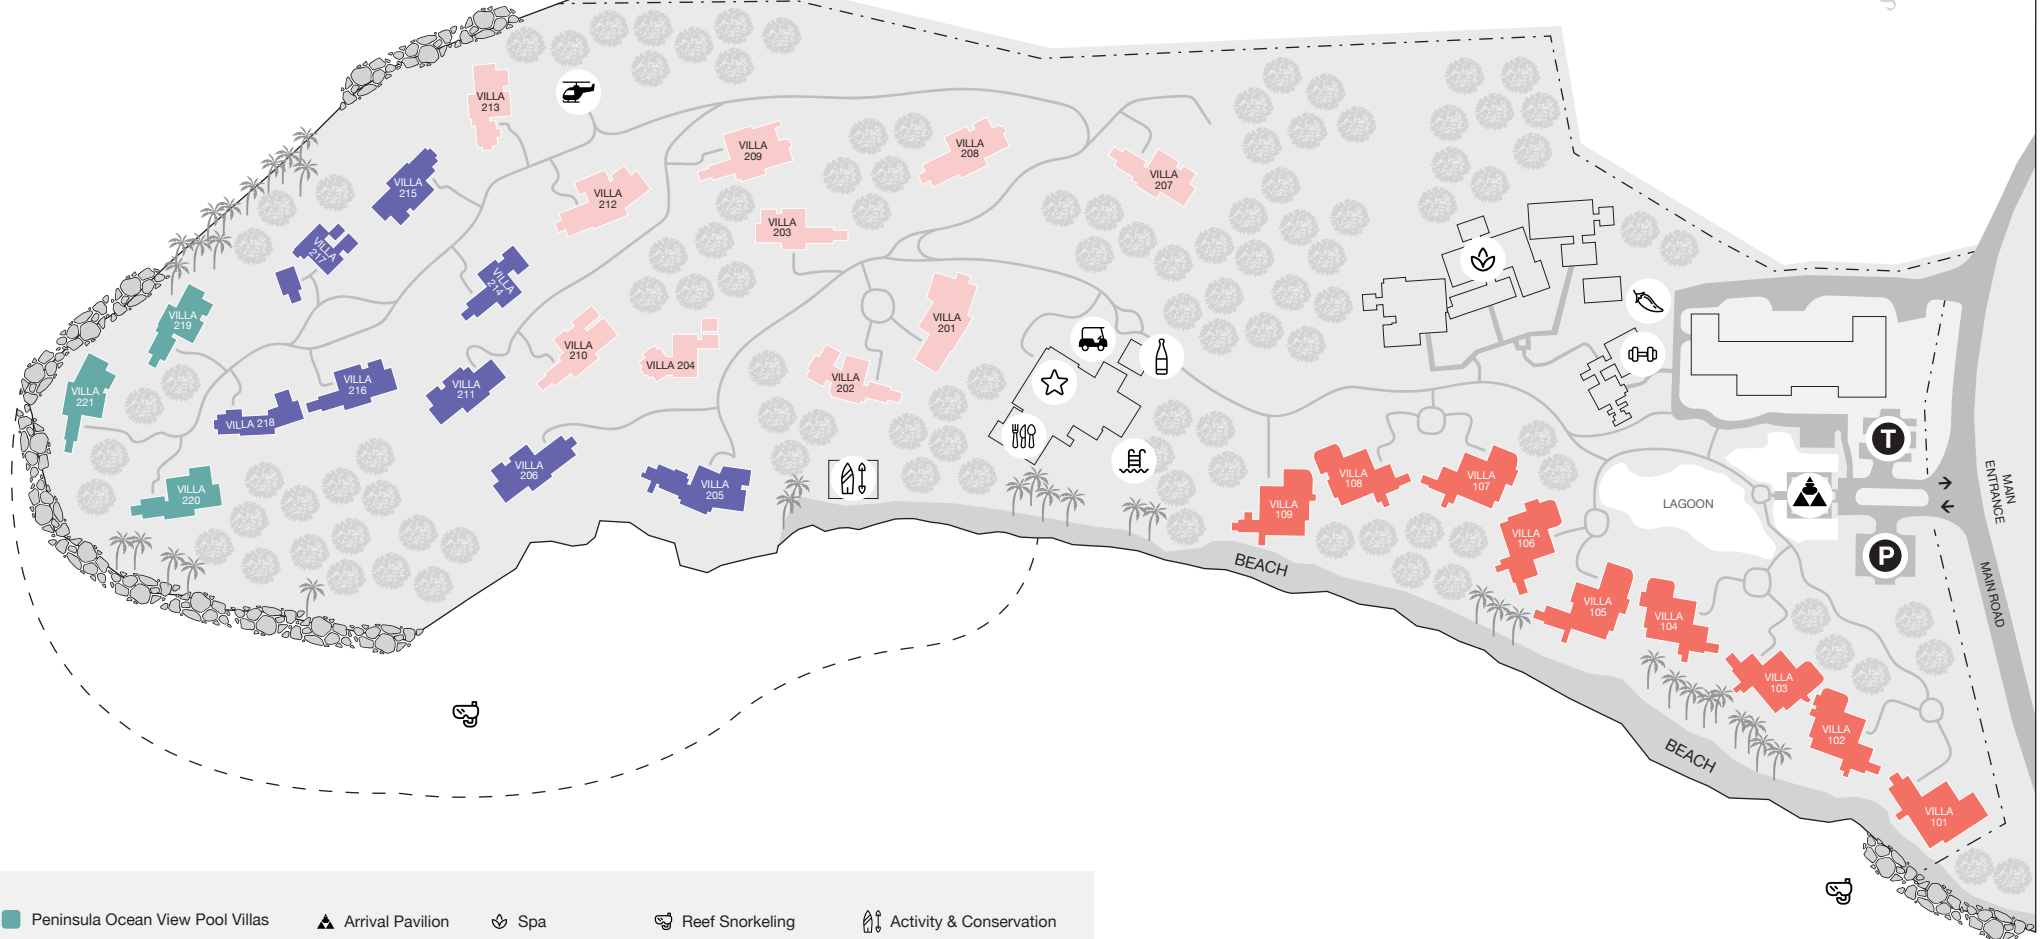 VILLA
213
VILLA
209
VILLA
208
VILLA
207
VILLA
215
VILLA
212
VILLA
203
VILLA
217
VILLA
214
VILLA
219
VILLA
201
VILLA
210
VILLA 204
VILLA
202
VILLA
221
VILLA
216
VILLA
211
VILLA 218
VILLA
206
VILLA
205
VILLA
220
VILLA
109
VILLA
108
VILLA
107
VILLA
106
VILLA
105
VILLA
104
VILLA
103
VILLA
102
VILLA
101
LAGOON
T
P
MAIN
ENTRANCE
MAIN ROAD
BEACH
BEACH
Peninsula Ocean View Pool Villas
Arrival Pavilion
Spa
Reef Snorkeling
Activity & Conservation